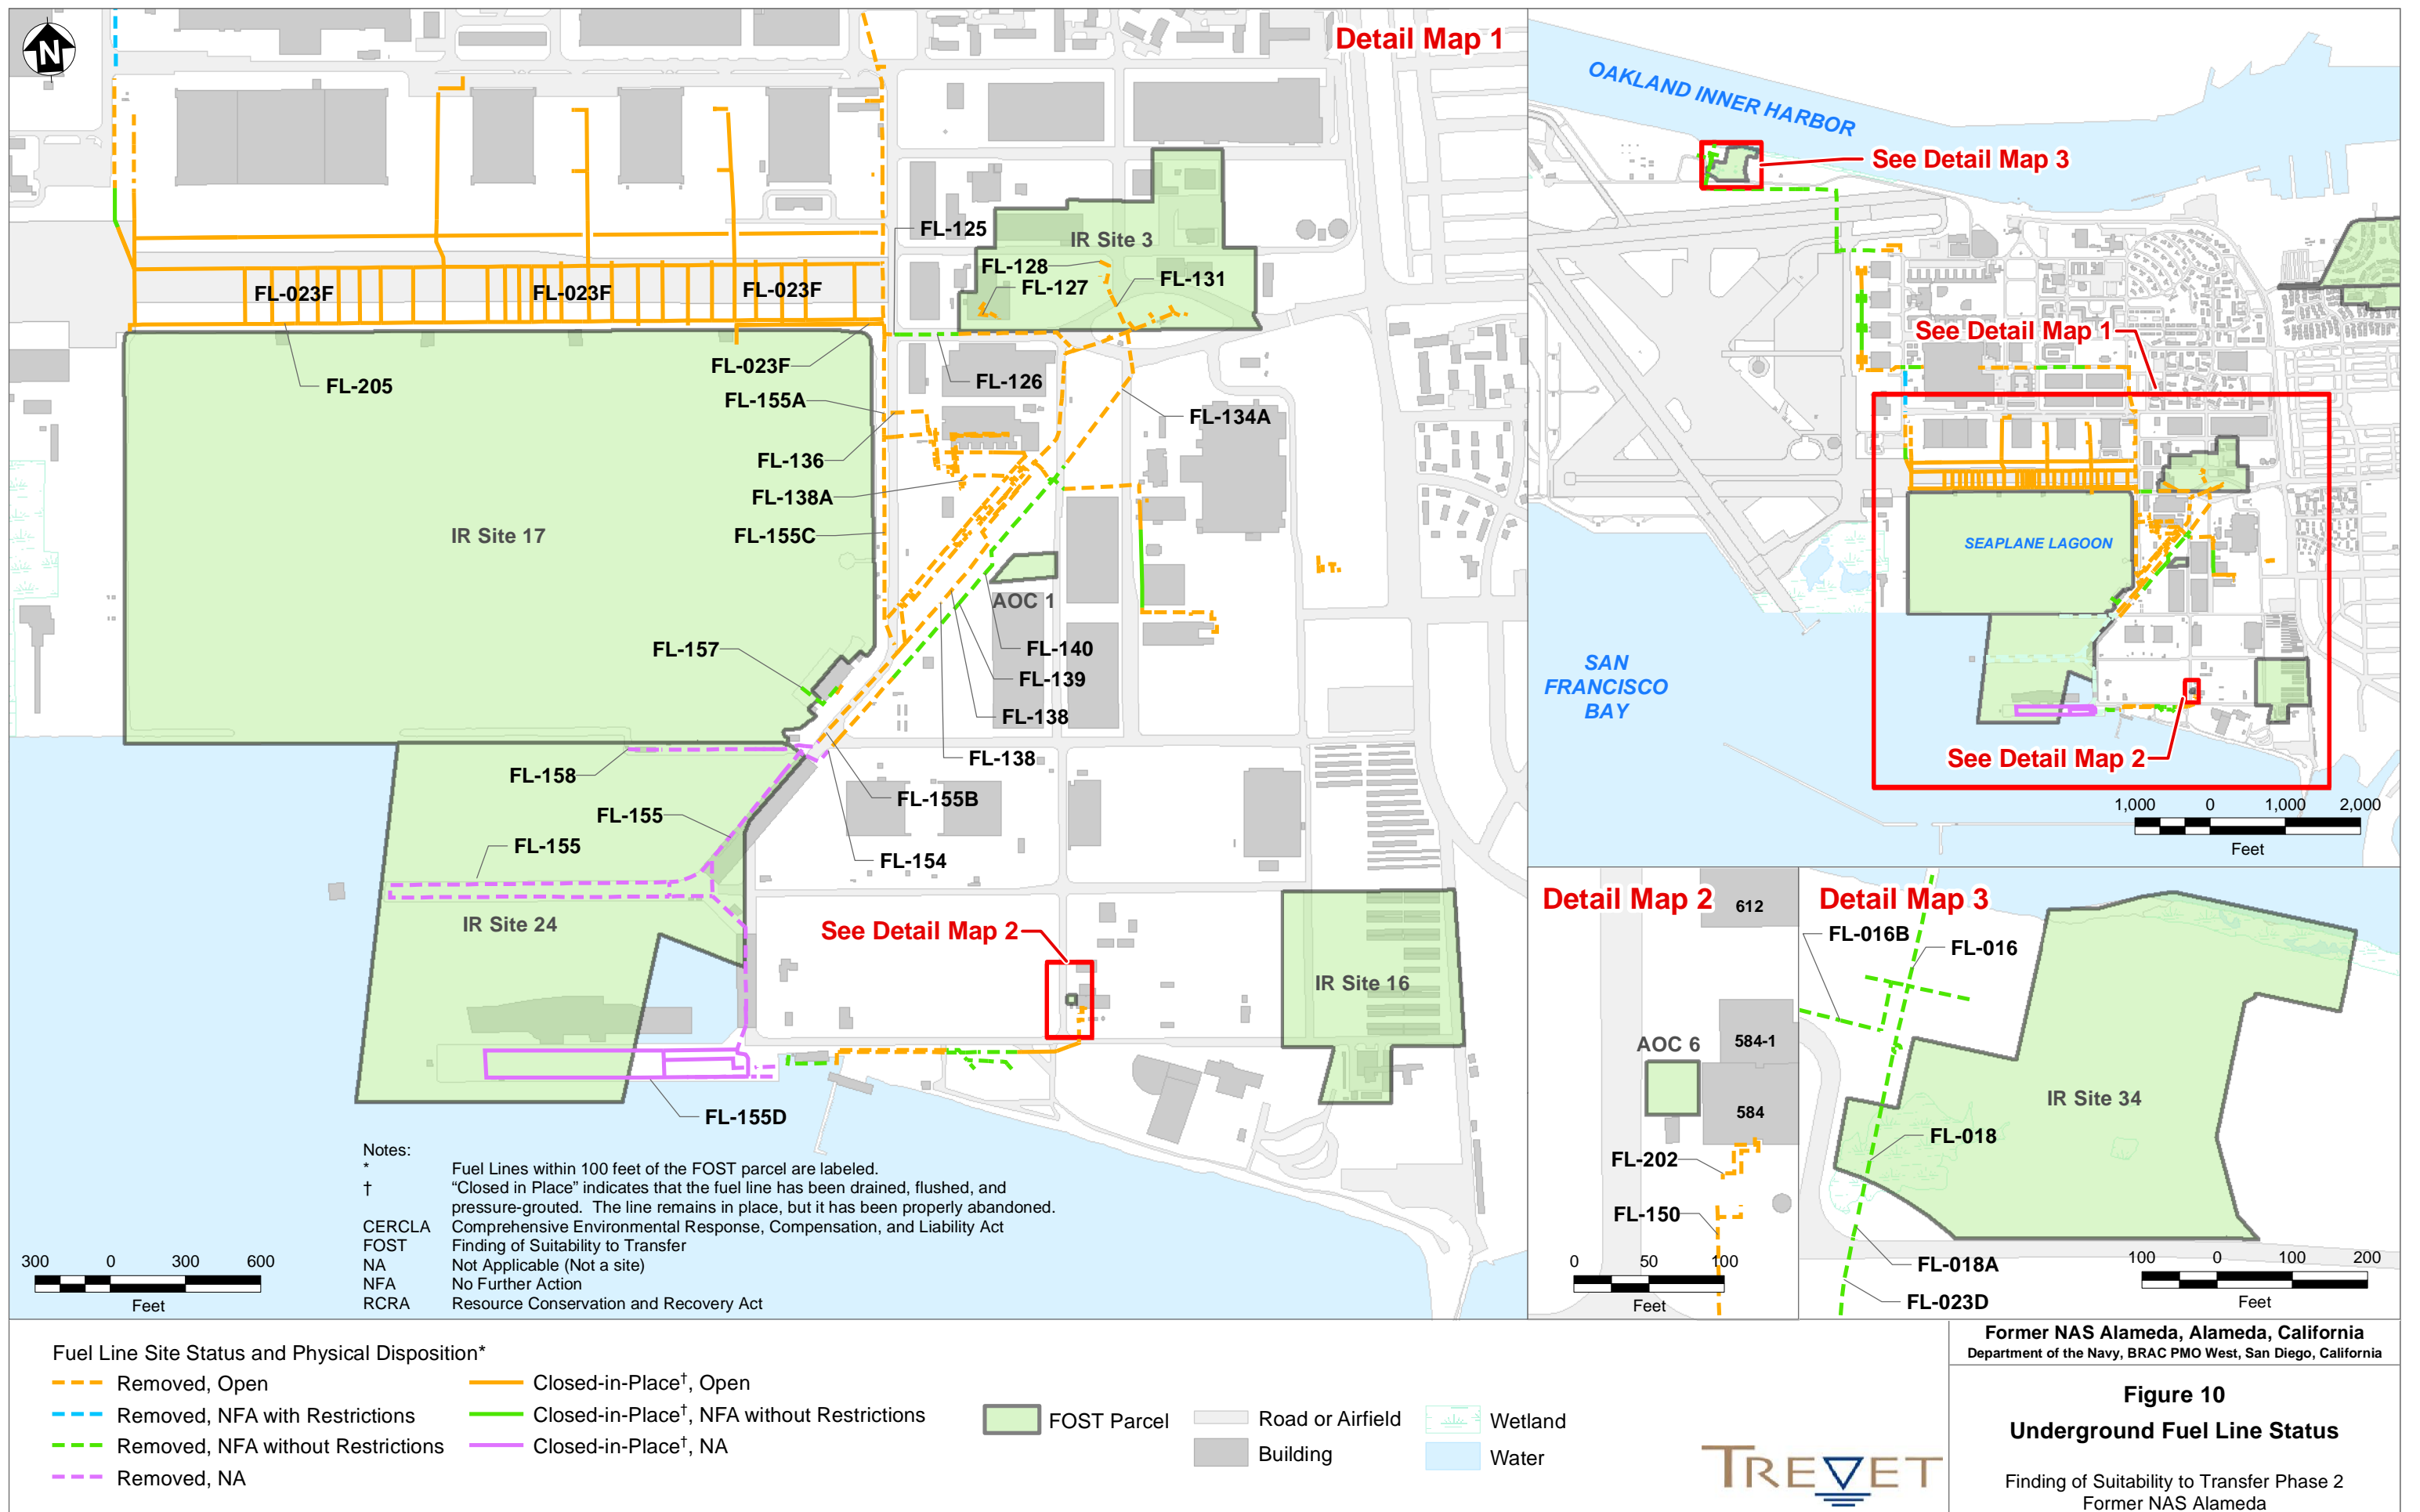 N
Detail Map 1
FL-125
IR Site 3
FL-128
FL-127
FL-131
FL-023F
FL-023F
FL-023F
FL-205
FL-023F
FL-126
FL-155A
FL-134A
FL-136
FL-138A
FL-155C
IR Site 17
AOC 1
FL-157
FL-140
FL-139
FL-138
FL-138
FL-158
FL-155B
FL-155
FL-155
FL-154
IR Site 24
See Detail Map 2
IR Site 16
FL-155D
Notes:
* Fuel Lines within 100 feet of the FOST parcel are labeled.
† “Closed in Place” indicates that the fuel line has been drained, flushed, and
pressure-grouted. The line remains in place, but it has been properly abandoned.
CERCLA Comprehensive Environmental Response, Compensation, and Liability Act
FOST Finding of Suitability to Transfer
NA Not Applicable (Not a site)
NFA No Further Action
RCRA Resource Conservation and Recovery Act
300 0 300 600
Feet
OAKLAND INNER HARBOR
See Detail Map 3
See Detail Map 1
SEAPLANE LAGOON
SAN
FRANCISCO
BAY
See Detail Map 2
1,000 0 1,000 2,000
Feet
Detail Map 2
612
584-1
AOC 6
584
FL-202
FL-150
0 50 100
Feet
Detail Map 3
FL-016B
FL-016
IR Site 34
FL-018
FL-018A
FL-023D
100 0 100 200
Feet
Fuel Line Site Status and Physical Disposition*
Removed, Open
Removed, NFA with Restrictions
Removed, NFA without Restrictions
Removed, NA
Closed-in-Place†, Open
Closed-in-Place†, NFA without Restrictions
Closed-in-Place†, NA
FOST Parcel
Road or Airfield
Building
Wetland
Water
TREVET
Former NAS Alameda, Alameda, California
Department of the Navy, BRAC PMO West, San Diego, California
Figure 10
Underground Fuel Line Status
Finding of Suitability to Transfer Phase 2
Former NAS Alameda